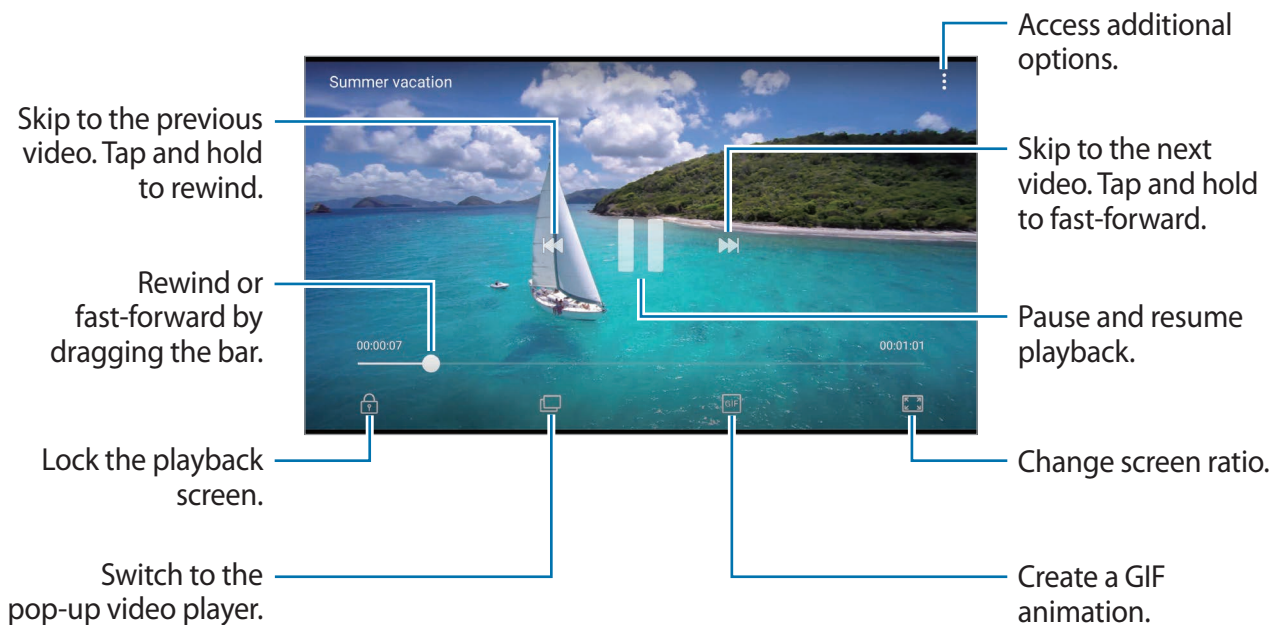 Access additional
options.
Summer vacation
Skip to the previous
video. Tap and hold
to rewind.
Skip to the next
video. Tap and hold
to fast-forward.
Rewind or
fast-forward by
dragging the bar.
Pause and resume
playback.
00:00:07
00:01:01
GIF
Lock the playback
screen.
Change screen ratio.
Switch to the
pop-up video player.
Create a GIF
animation.